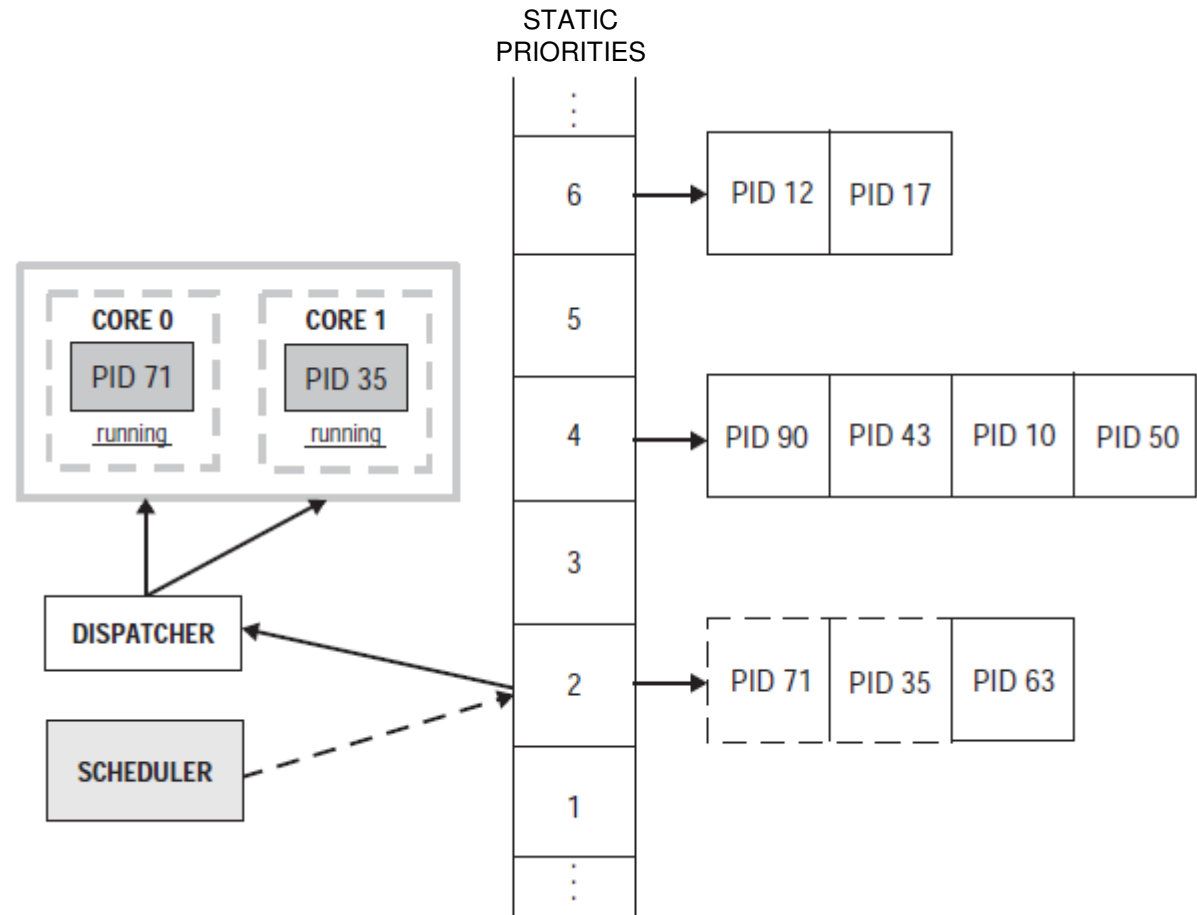 STATIC
PRIORITIES
⋮
6
PID 12
PID 17
5
CORE 0
PID 71
running
CORE 1
PID 35
running
4
PID 90
PID 43
PID 10
PID 50
3
DISPATCHER
2
PID 71
PID 35
PID 63
SCHEDULER
1
⋮